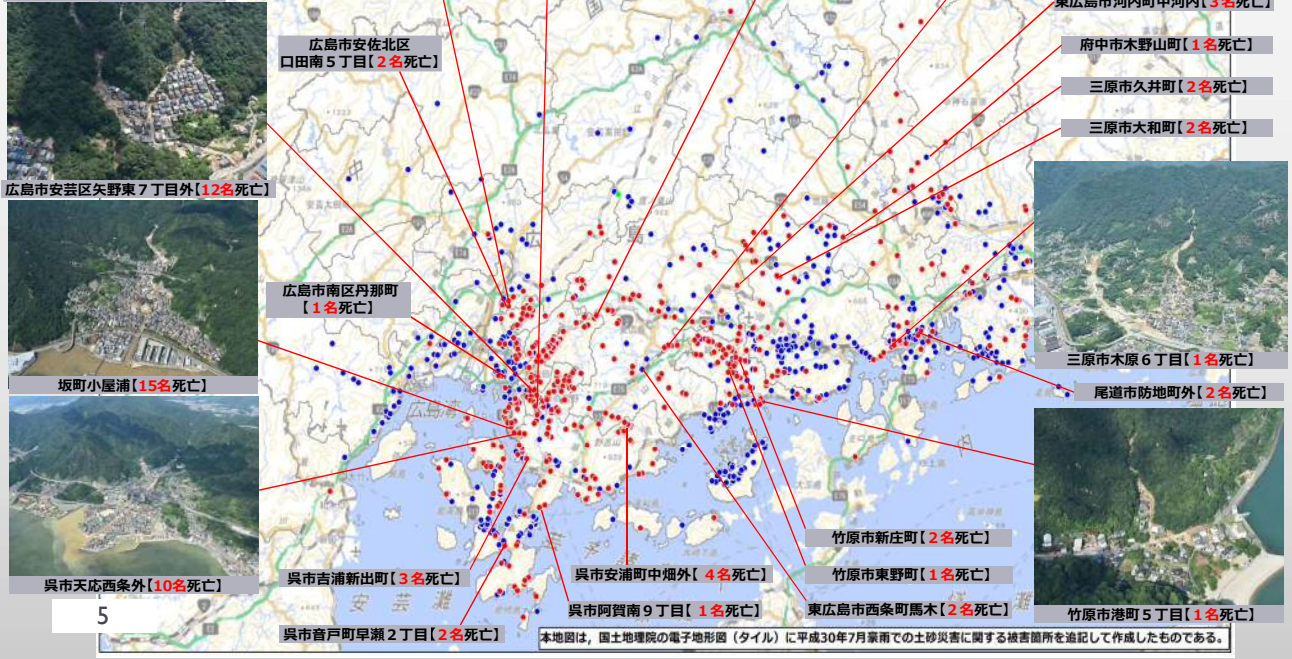 東広島市河内町中河内【3名死亡】
広島市安佐北区
口田南5丁目【2名死亡】
府中市木野山町【1名死亡】
三原市久井町【2名死亡】
三原市大和町【2名死亡】
広島市安芸区矢野東7丁目外【12名死亡】
広島市南区丹那町
【1名死亡】
三原市木原6丁目【1名死亡】
坂町小屋浦【15名死亡】
尾道市防地町外【2名死亡】
広島湾
島
竹原市新庄町【2名死亡】
呉市天応西条外【10名死亡】
呉市吉浦新出町【3名死亡】
呉市安浦町中畑外【4名死亡】
竹原市東野町【1名死亡】
安芸灘
呉市阿賀南9丁目【1名死亡】
東広島市西条町馬木【2名死亡】
竹原市港町5丁目【1名死亡】
5
呉市音戸町早瀬2丁目【2名死亡】
本地図は，国土地理院の電子地形図（タイル）に平成30年7月豪雨での土砂災害に関する被害箇所を追記して作成したものである。